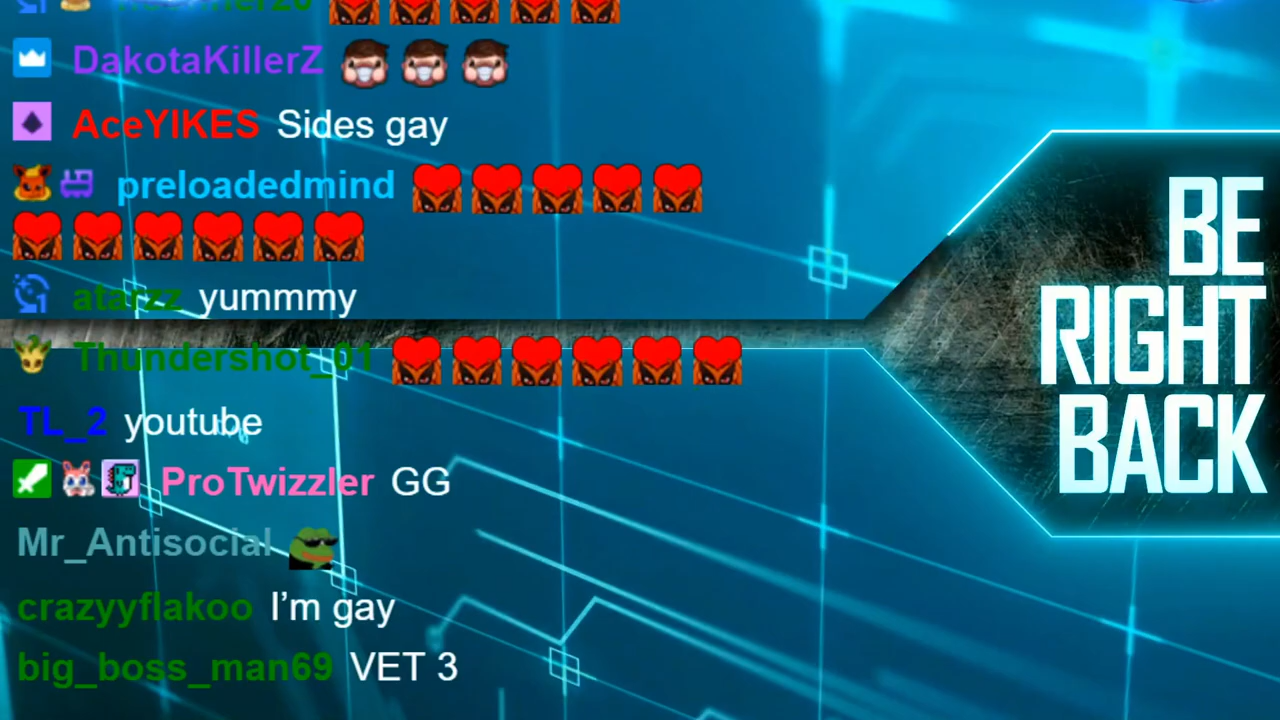 DakotaKillerZ
AceYIKES Sides gay
preloadedmind
atarzz yummmy
Thundershot_01
TL_2 youtube
ProTwizzler GG
Mr_Antisocial
crazyyflakoo I’m gay
big_boss_man69 VET 3
BE
RIGHT
BACK